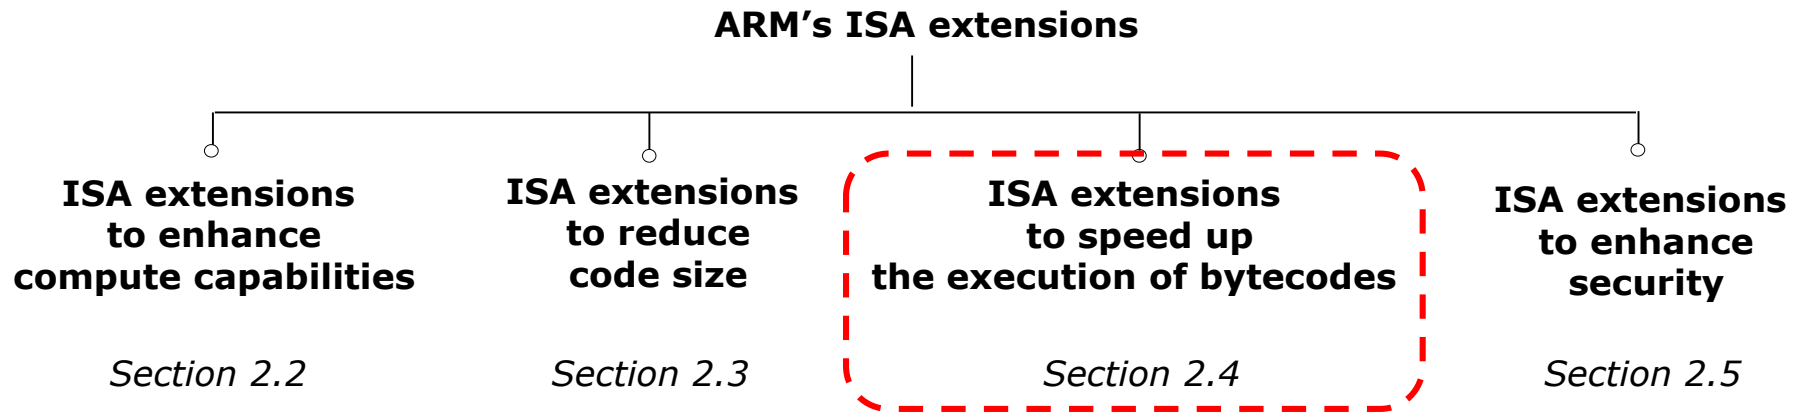 ARM’s ISA extensions
ISA extensions
to enhance
compute capabilities
Section 2.2
ISA extensions
to reduce
code size
Section 2.3
ISA extensions
to speed up
the execution of bytecodes
Section 2.4
ISA extensions
to enhance
security
Section 2.5